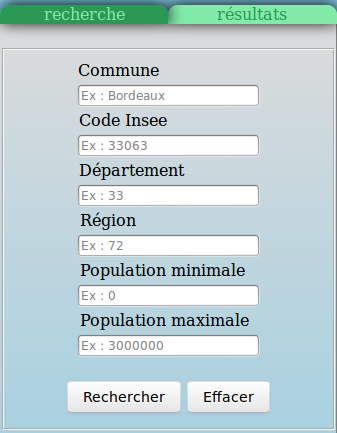 recherche résultats
Commune
Ex : Bordeaux
Code Insee
Ex : 33063
Département
Ex : 33
Région
Ex : 72
Population minimale
Ex : 0
Population maximale
Ex : 3000000
Rechercher Effacer